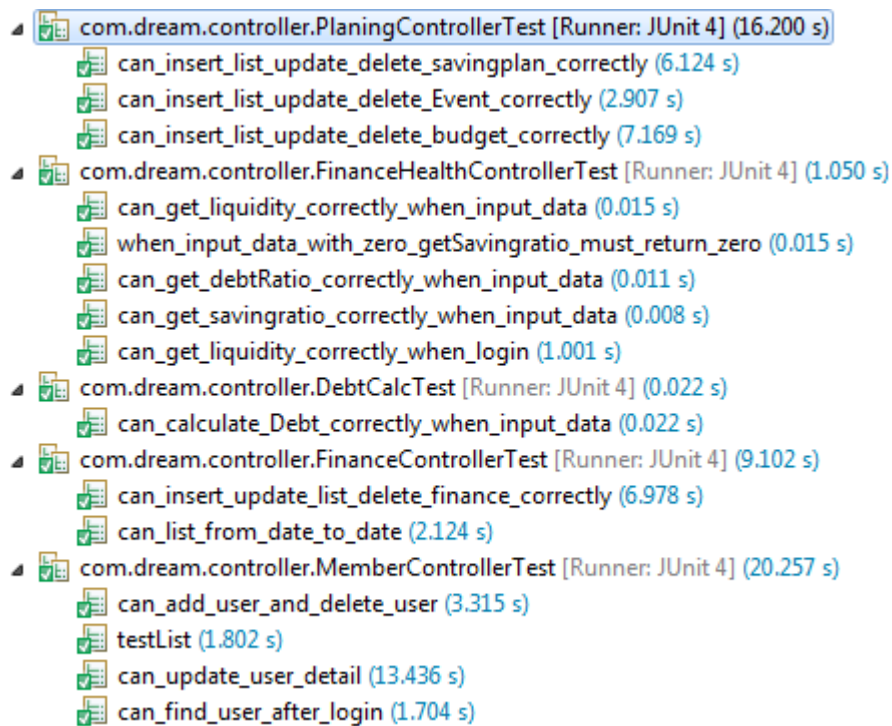 com.dream.controller.PlaningControllerTest [Runner: JUnit 4] (16.200 s)
can_insert_list_update_delete_savingplan_correctly (6.124 s)
can_insert_list_update_delete_Event_correctly (2.907 s)
can_insert_list_update_delete_budget_correctly (7.169 s)
com.dream.controller.FinanceHealthControllerTest [Runner: JUnit 4] (1.050 s)
can_get_liquidity_correctly_when_input_data (0.015 s)
when_input_data_with_zero_getSavingratio_must_return_zero (0.015 s)
can_get_debtRatio_correctly_when_input_data (0.011 s)
can_get_savingratio_correctly_when_input_data (0.008 s)
can_get_liquidity_correctly_when_login (1.001 s)
com.dream.controller.DebtCalcTest [Runner: JUnit 4] (0.022 s)
can_calculate_Debt_correctly_when_input_data (0.022 s)
com.dream.controller.FinanceControllerTest [Runner: JUnit 4] (9.102 s)
can_insert_update_list_delete_finance_correctly (6.978 s)
can_list_from_date_to_date (2.124 s)
com.dream.controller.MemberControllerTest [Runner: JUnit 4] (20.257 s)
can_add_user_and_delete_user (3.315 s)
testList (1.802 s)
can_update_user_detail (13.436 s)
can_find_user_after_login (1.704 s)